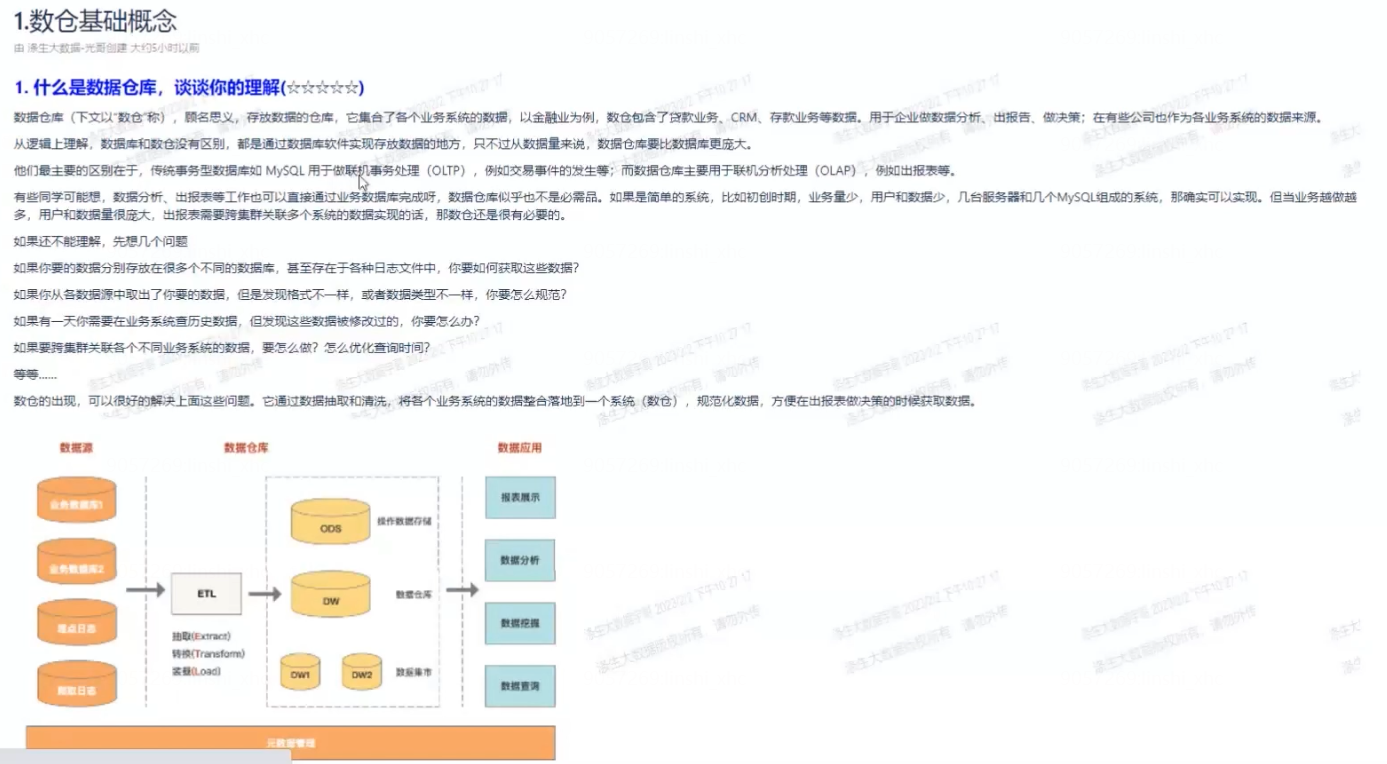 1.数仓基础概念
由 涤生大数据-光哥创建 大约5小时以前
1. 什么是数据仓库，谈谈你的理解(☆☆☆☆☆)
数据仓库（下文以“数仓”称），顾名思义，存放数据的仓库，它集合了各个业务系统的数据，以金融业为例，数仓包含了贷款业务、CRM、存款业务等数据。用于企业做数据分析、出报告、做决策；在有些公司也作为各业务系统的数据来源。
从逻辑上理解，数据库和数仓没有区别，都是通过数据库软件实现存放数据的地方，只不过从数据量来说，数据仓库要比数据库更庞大。
他们最主要的区别在于，传统事务型数据库如 MySQL 用于做联机事务处理（OLTP），例如交易事件的发生等；而数据仓库主要用于联机分析处理（OLAP），例如出报表等。
有些同学可能想，数据分析、出报表等工作也可以直接通过业务数据库完成呀，数据仓库似乎也不是必需品。如果是简单的系统，比如初创时期，业务量少，用户和数据少，几台服务器和几个MySQL组成的系统，那确实可以实现。但当业务越做越
多，用户和数据量很庞大，出报表需要跨集群关联多个系统的数据实现的话，那数仓还是很有必要的。
如果还不能理解，先想几个问题
如果你要的数据分别存放在很多个不同的数据库，甚至存在于各种日志文件中，你要如何获取这些数据？
如果你从各数据源中取出了你要的数据，但是发现格式不一样，或者数据类型不一样，你要怎么规范？
如果有一天你需要在业务系统查历史数据，但发现这些数据被修改过的，你要怎么办？
如果要跨集群关联各个不同业务系统的数据，要怎么做？怎么优化查询时间？
等等......
数仓的出现，可以很好的解决上面这些问题。它通过数据抽取和清洗，将各个业务系统的数据整合落地到一个系统（数仓），规范化数据，方便在出报表做决策的时候获取数据。
数据源
数据仓库
数据应用
业务数据库1
业务数据库2
埋点日志
爬取日志
ETL
抽取(Extract)
转换(Transform)
装载(Load)
ODS
操作数据存储
DW
数据仓库
DW1
DW2
数据集市
报表展示
数据分析
数据挖掘
数据查询
元数据管理
涤生大数据学習 2023/2/2 下午10:27:17
涤生大数据版权所有，请勿外传